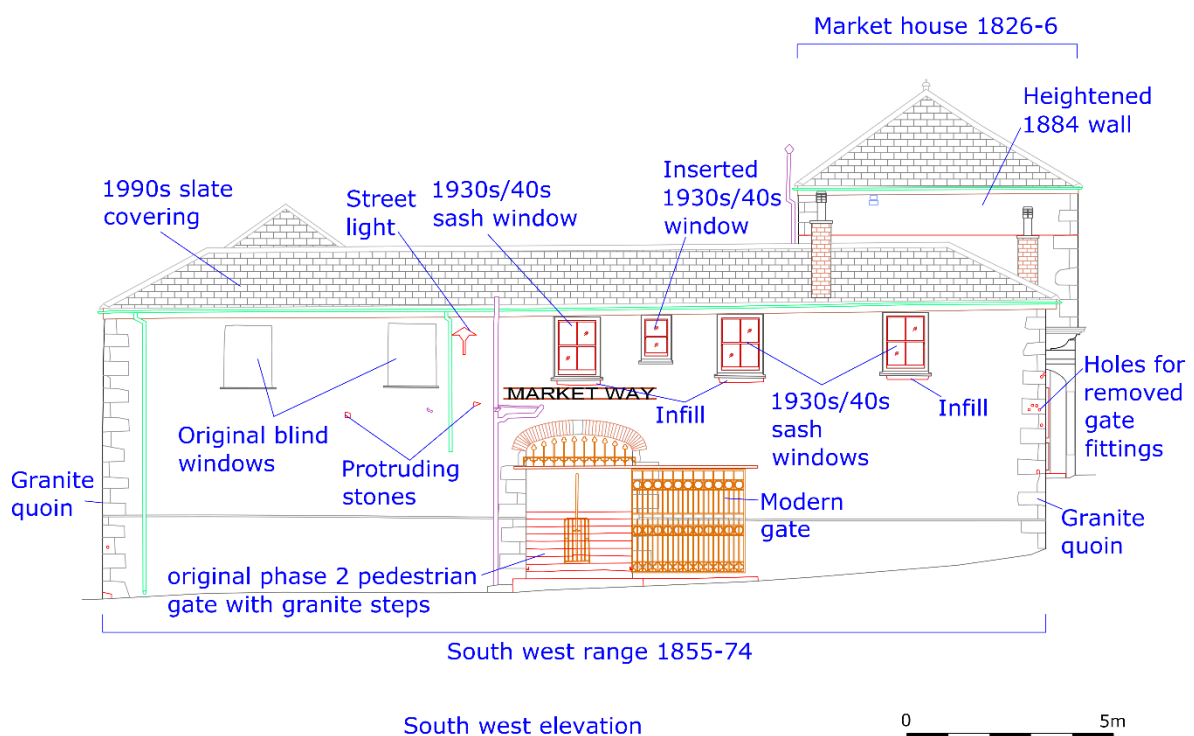 Market house 1826-6
Heightened
1884 wall
Inserted
1930s/40s
window
1930s/40s
sash window
Street
light
1990s slate
covering
MARKET WAY
Holes for
removed
gate
fittings
Infill
1930s/40s
sash
windows
Infill
Original blind
windows
Protruding
stones
Granite
quoin
Modern
gate
Granite
quoin
original phase 2 pedestrian
gate with granite steps
South west range 1855-74
South west elevation
0
5m